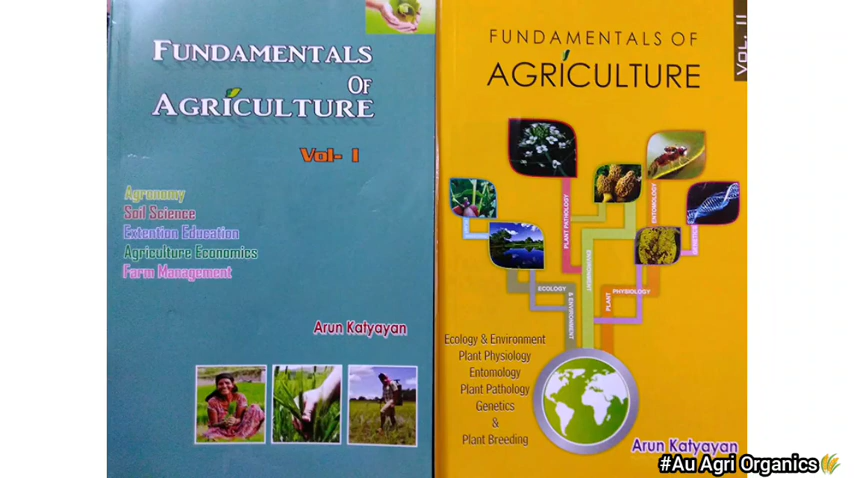 FUNDAMENTALS
OF
AGRICULTURE
Vol- I
Agronomy
Soil Science
Extention Education
Agriculture Economics
Farm Management
Arun Katyayan
FUNDAMENTALS OF
AGRICULTURE
VOL. II
PLANT PATHOLOGY
ENTOMOLOGY
GENETICS
ENVIRONMENT
ECOLOGY
& ENVIRONMENT
PLANT
PHYSIOLOGY
Ecology & Environment
Plant Physiology
Entomology
Plant Pathology
Genetics
&
Plant Breeding
Arun Katyayan
#Au Agri Organics